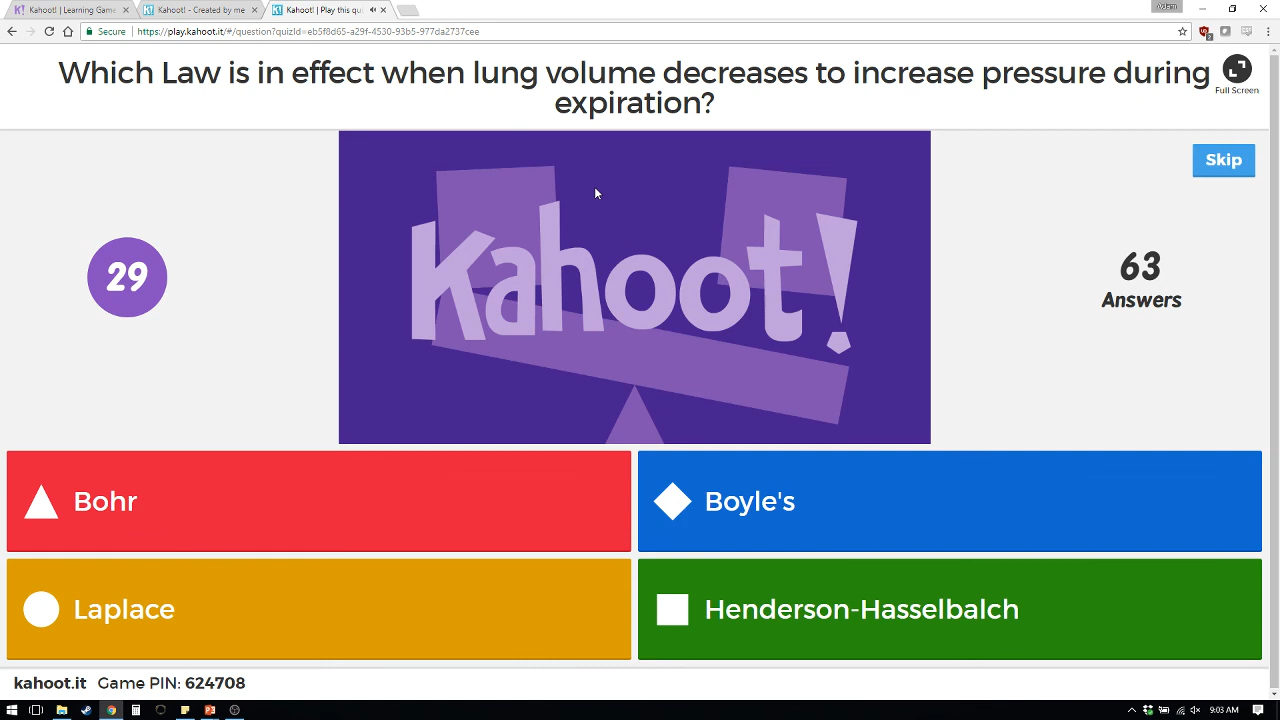 Kahoot! | Learning Game
Kahoot! - Created by me
Kahoot! | Play this qu
Adam
Secure
https://play.kahoot.it/#/question?quizId=eb5f8d65-a29f-4530-93b5-977da2737cee
Which Law is in effect when lung volume decreases to increase pressure during
expiration?
Full Screen
Skip
29
Kahoot!
63
Answers
Bohr
Boyle's
Laplace
Henderson-Hasselbalch
kahoot.it Game PIN: 624708
9:03 AM